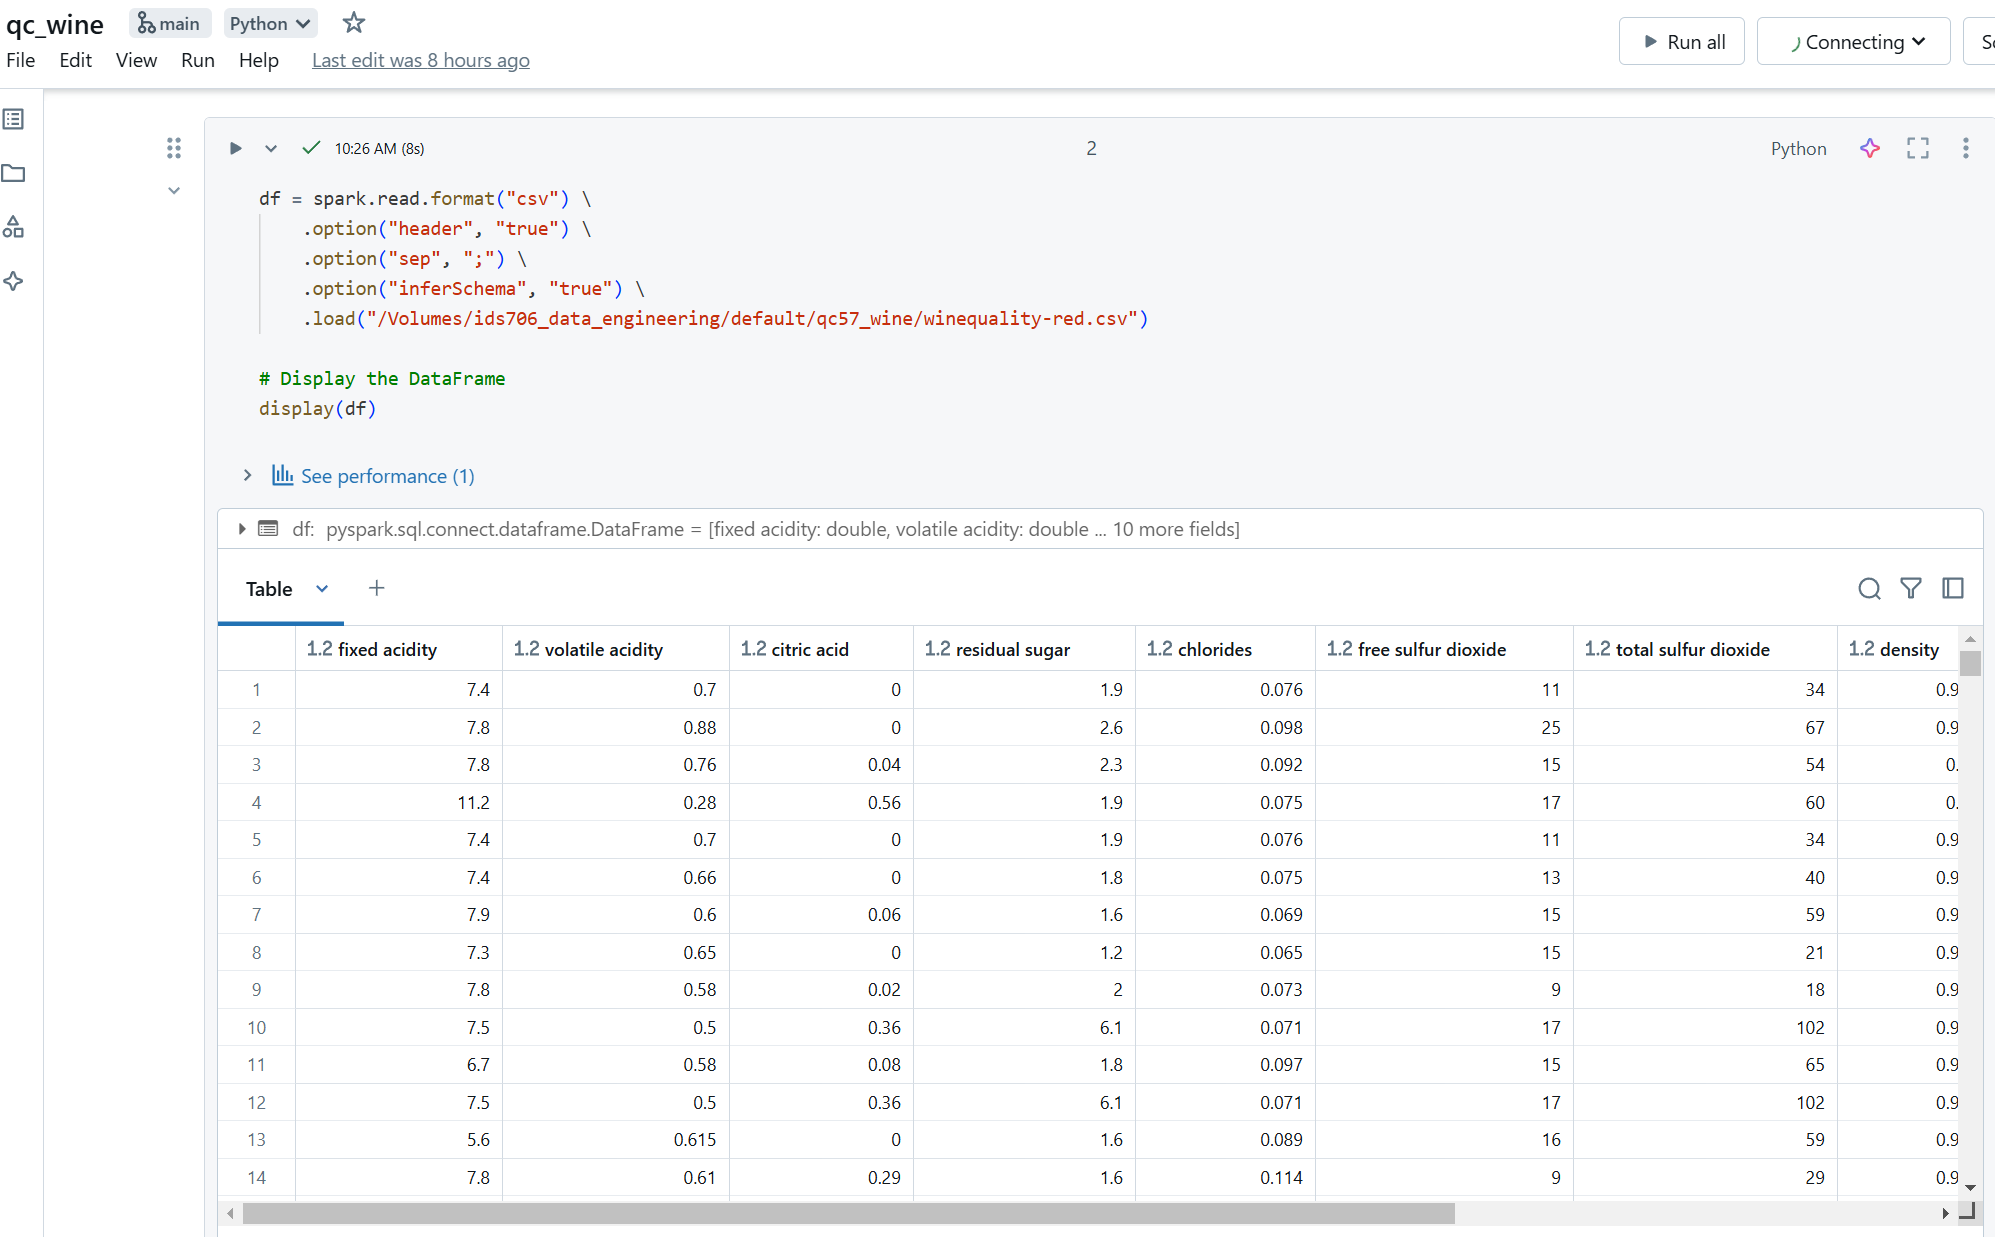 qc_wine main Python
File Edit View Run Help Last edit was 8 hours ago
Run all Connecting
10:26 AM (8s) 2 Python
df = spark.read.format("csv") \
.option("header", "true") \
.option("sep", ";") \
.option("inferSchema", "true") \
.load("/Volumes/ids706_data_engineering/default/qc57_wine/winequality-red.csv")
# Display the DataFrame
display(df)
See performance (1)
df: pyspark.sql.connect.dataframe.DataFrame = [fixed acidity: double, volatile acidity: double ... 10 more fields]
Table +
1.2 fixed acidity 1.2 volatile acidity 1.2 citric acid 1.2 residual sugar 1.2 chlorides 1.2 free sulfur dioxide 1.2 total sulfur dioxide 1.2 density
1 7.4 0.7 0 1.9 0.076 11 34 0.9
2 7.8 0.88 0 2.6 0.098 25 67 0.9
3 7.8 0.76 0.04 2.3 0.092 15 54 0.
4 11.2 0.28 0.56 1.9 0.075 17 60 0.
5 7.4 0.7 0 1.9 0.076 11 34 0.9
6 7.4 0.66 0 1.8 0.075 13 40 0.9
7 7.9 0.6 0.06 1.6 0.069 15 59 0.9
8 7.3 0.65 0 1.2 0.065 15 21 0.9
9 7.8 0.58 0.02 2 0.073 9 18 0.9
10 7.5 0.5 0.36 6.1 0.071 17 102 0.9
11 6.7 0.58 0.08 1.8 0.097 15 65 0.9
12 7.5 0.5 0.36 6.1 0.071 17 102 0.9
13 5.6 0.615 0 1.6 0.089 16 59 0.9
14 7.8 0.61 0.29 1.6 0.114 9 29 0.9